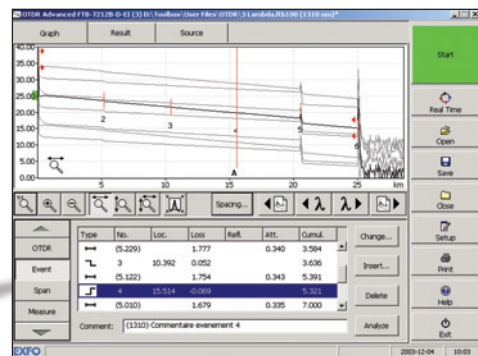 OTDR Advanced FTB-7212B-D-EI (3) D:\Toolbox\User Files\OTDR\3 Lambda.ftb100 (1310 nm)*
Graph Result Source
40.00
35.00
30.00
25.00
20.00
15.00
10.00
5.00
0.00
2 3 4 5 6
A
5 10 15 20 25 km
Spacing...
Start
Real Time
Open
Save
Close
Setup
Print
Help
Exit
OTDR
Event
Span
Measure
Type No. Loc. Loss Refl. Att. Cumul.
(5.229) 1.777 0.340 3.584
3 10.392 0.052 3.636
(5.122) 1.754 0.343 5.391
4 15.514 -0.069 5.321
(5.010) 1.679 0.335 7.000
Change...
Insert...
Delete
Analyze
Comment: (1310) Commentaire evenement 4
EXFO 2003-12-04 10:03